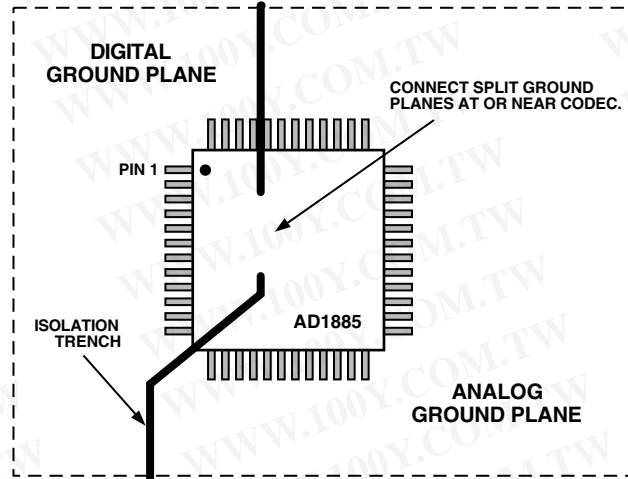 DIGITAL
GROUND PLANE
CONNECT SPLIT GROUND
PLANES AT OR NEAR CODEC.
PIN 1
ISOLATION
TRENCH
AD1885
ANALOG
GROUND PLANE
WWW.100Y.COM.TW